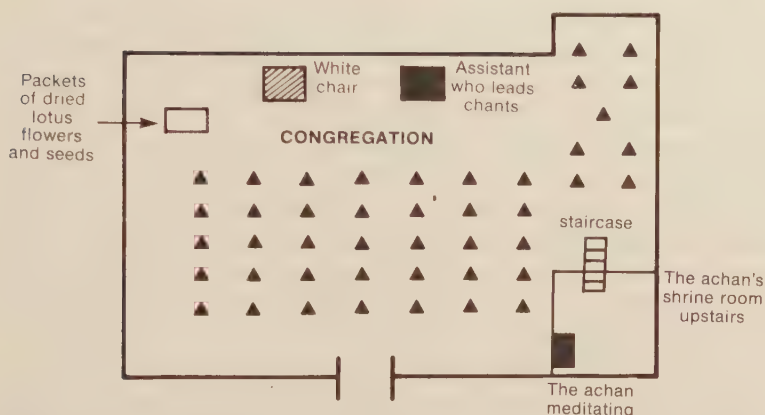 Packets
of dried
lotus
flowers
and seeds
White
chair
Assistant
who leads
chants
CONGREGATION
staircase
The achan's
shrine room
upstairs
The achan
meditating